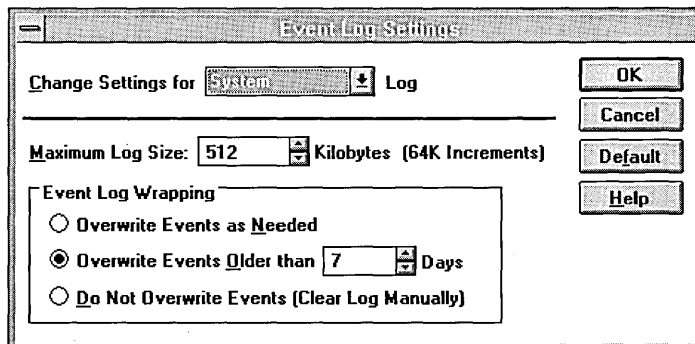 Event Log Settings
Change Settings for System Log
OK
Cancel
Maximum Log Size: 512 Kilobytes (64K Increments)
Default
Help
Event Log Wrapping
Overwrite Events as Needed
Overwrite Events Older than 7 Days
Do Not Overwrite Events (Clear Log Manually)